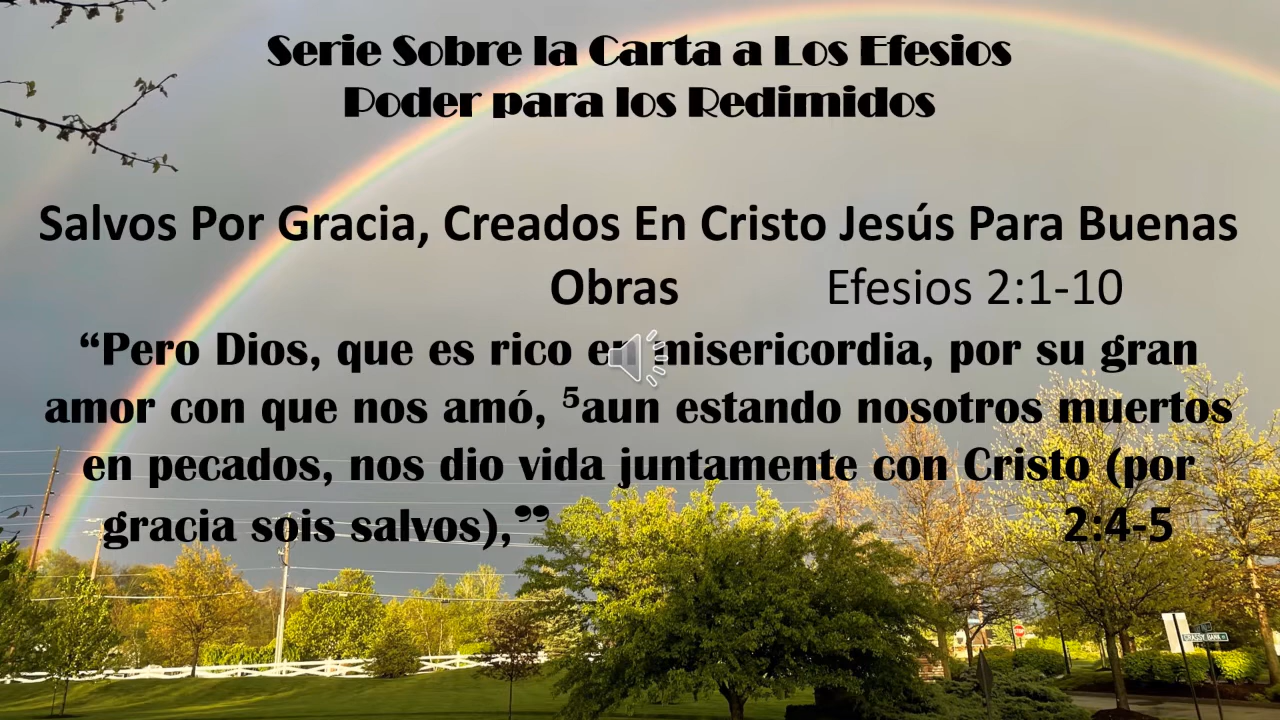 Serie Sobre la Carta a Los Efesios
Poder para los Redimidos
Salvos Por Gracia, Creados En Cristo Jesús Para Buenas
Obras Efesios 2:1-10
“Pero Dios, que es rico en misericordia, por su gran
amor con que nos amó, ⁵aun estando nosotros muertos
en pecados, nos dio vida juntamente con Cristo (por
gracia sois salvos),” 2:4-5